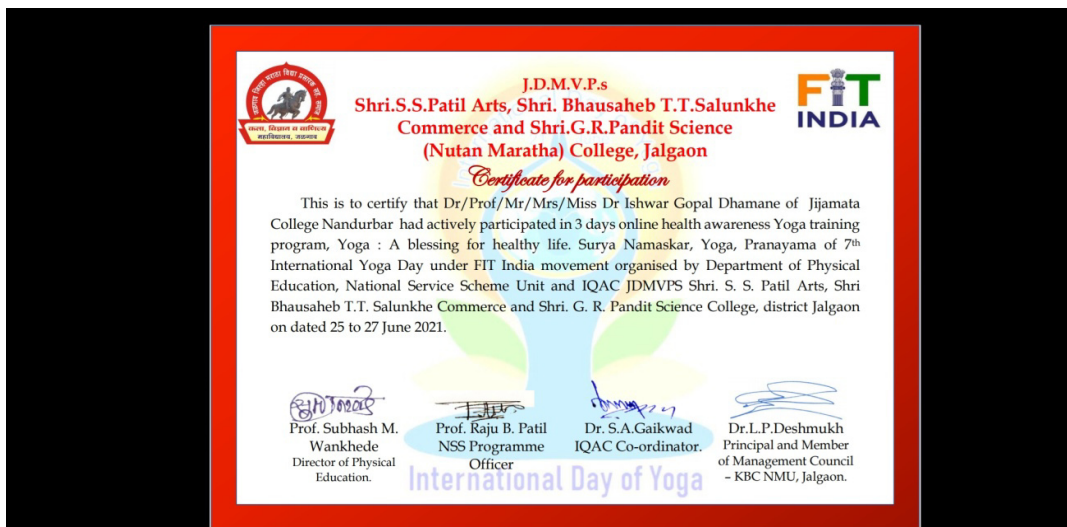 J.D.M.V.P.s
Shri.S.S.Patil Arts, Shri. Bhausaheb T.T.Salunkhe
Commerce and Shri.G.R.Pandit Science
(Nutan Maratha) College, Jalgaon
कला, विज्ञान व वाणिज्य
महाविद्यालय, जळगाव
FIT
INDIA
Certificate for participation
This is to certify that Dr/Prof/Mr/Mrs/Miss Dr Ishwar Gopal Dhamane of Jijamata
College Nandurbar had actively participated in 3 days online health awareness Yoga training
program, Yoga : A blessing for healthy life. Surya Namaskar, Yoga, Pranayama of 7th
International Yoga Day under FIT India movement organised by Department of Physical
Education, National Service Scheme Unit and IQAC JDMVPS Shri. S. S. Patil Arts, Shri
Bhausaheb T.T. Salunkhe Commerce and Shri. G. R. Pandit Science College, district Jalgaon
on dated 25 to 27 June 2021.
Prof. Subhash M.
Wankhede
Director of Physical
Education.
Prof. Raju B. Patil
NSS Programme
Officer
Dr. S.A.Gaikwad
IQAC Co-ordinator.
Dr.L.P.Deshmukh
Principal and Member
of Management Council
– KBC NMU, Jalgaon.
International Day of Yoga